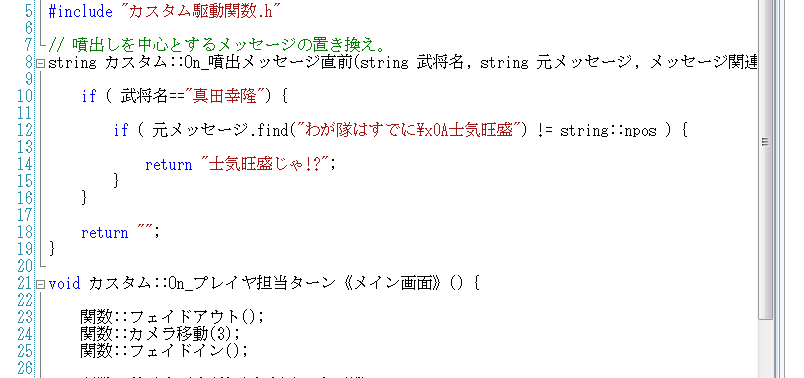 5 #include "カスタム駆動関数.h"
6
7 // 噴出しを中心とするメッセージの置き換え。
8 string カスタム::On_噴出メッセージ直前(string 武将名, string 元メッセージ, メッセージ関連
9
10 if ( 武将名=="真田幸隆") {
11
12 if ( 元メッセージ.find("わが隊はすでに\x0A士気旺盛") != string::npos ) {
13
14 return "士気旺盛じゃ!?";
15 }
16 }
17
18 return "";
19 }
20
21 void カスタム::On_プレイヤ担当ターン《メイン画面》() {
22
23 関数::フェイドアウト();
24 関数::カメラ移動(3);
25 関数::フェイドイン();
26